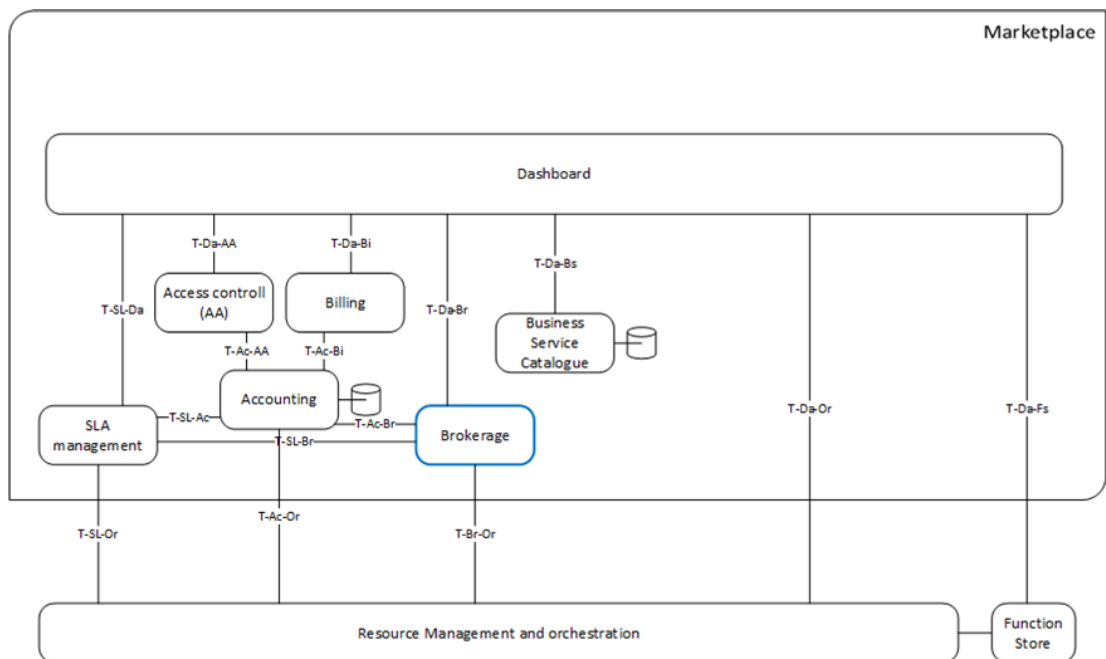 Marketplace
Dashboard
T-Da-AA
T-Da-Bi
T-Da-Bs
T-SL-Da
Access controll
(AA)
Billing
T-Da-Br
Business
Service
Catalogue
T-Ac-AA
T-Ac-Bi
Accounting
T-SL-Ac
T-Ac-Br
T-Da-Or
T-Da-Fs
SLA
management
T-SL-Br
Brokerage
T-SL-Or
T-Ac-Or
T-Br-Or
Resource Management and orchestration
Function
Store